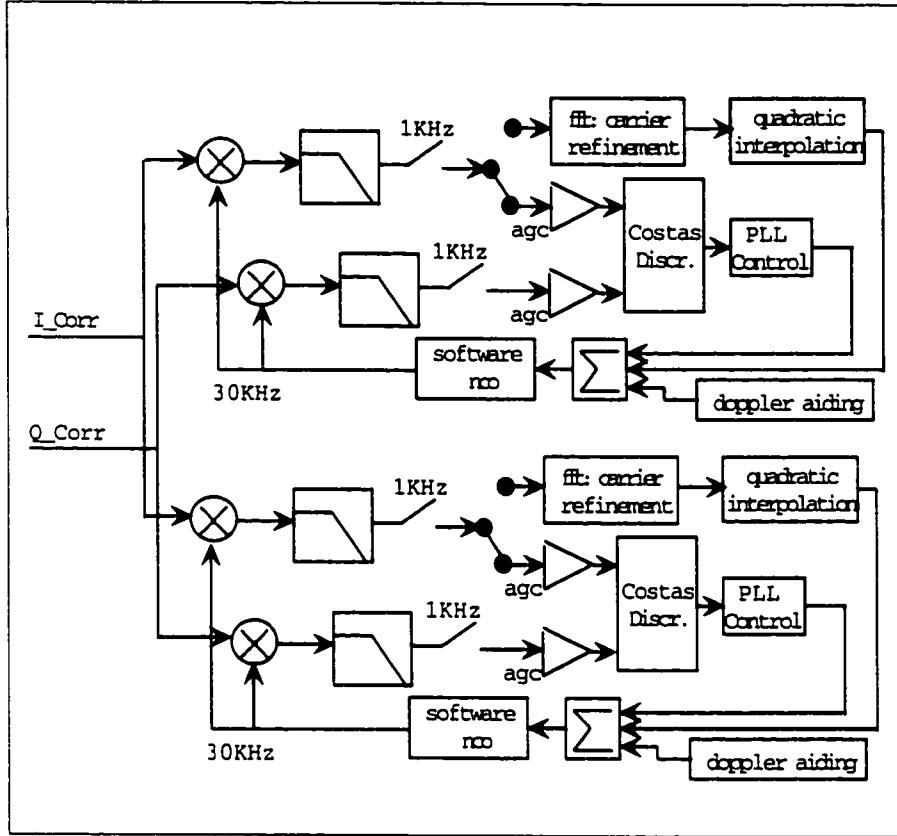 1KHz
fft: carrier
refinement
quadratic
interpolation
agc
Costas
Discr.
PLL
Control
1KHz
agc
I_Corr
software
nco
30KHz
doppler aiding
Q_Corr
fft: carrier
refinement
quadratic
interpolation
1KHz
agc
Costas
Discr.
PLL
Control
1KHz
agc
software
nco
30KHz
doppler aiding